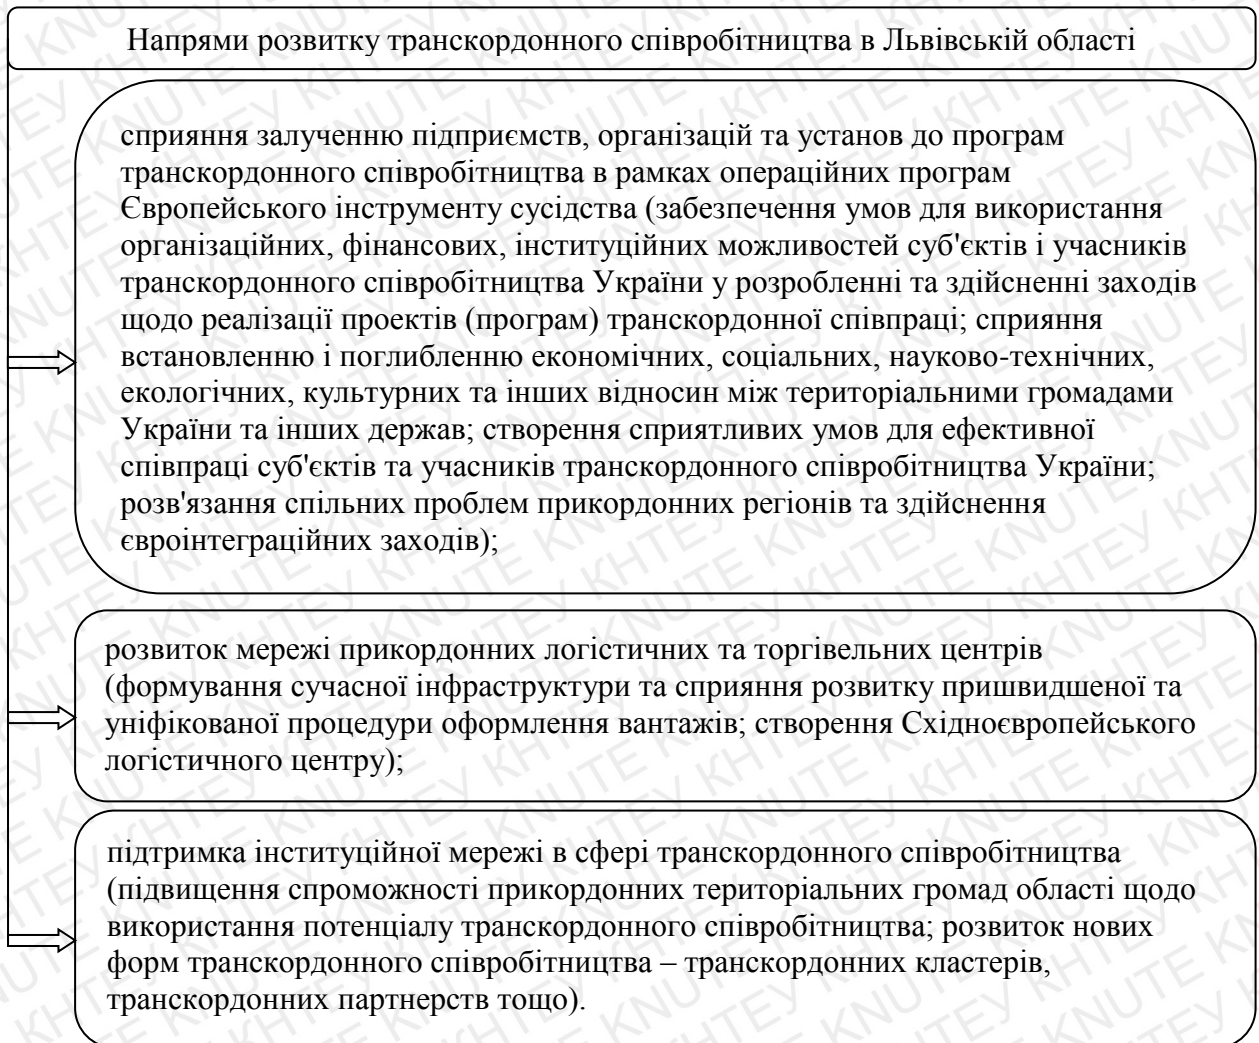 Напрями розвитку транскордонного співробітництва в Львівській області
сприяння залученню підприємств, організацій та установ до програм
транскордонного співробітництва в рамках операційних програм
Європейського інструменту сусідства (забезпечення умов для використання
організаційних, фінансових, інституційних можливостей суб'єктів і учасників
транскордонного співробітництва України у розробленні та здійсненні заходів
щодо реалізації проектів (програм) транскордонної співпраці; сприяння
встановленню і поглибленню економічних, соціальних, науково-технічних,
екологічних, культурних та інших відносин між територіальними громадами
України та інших держав; створення сприятливих умов для ефективної
співпраці суб'єктів та учасників транскордонного співробітництва України;
розв'язання спільних проблем прикордонних регіонів та здійснення
євроінтеграційних заходів);
розвиток мережі прикордонних логістичних та торгівельних центрів
(формування сучасної інфраструктури та сприяння розвитку пришвидшеної та
уніфікованої процедури оформлення вантажів; створення Східноєвропейського
логістичного центру);
підтримка інституційної мережі в сфері транскордонного співробітництва
(підвищення спроможності прикордонних територіальних громад області щодо
використання потенціалу транскордонного співробітництва; розвиток нових
форм транскордонного співробітництва – транскордонних кластерів,
транскордонних партнерств тощо).